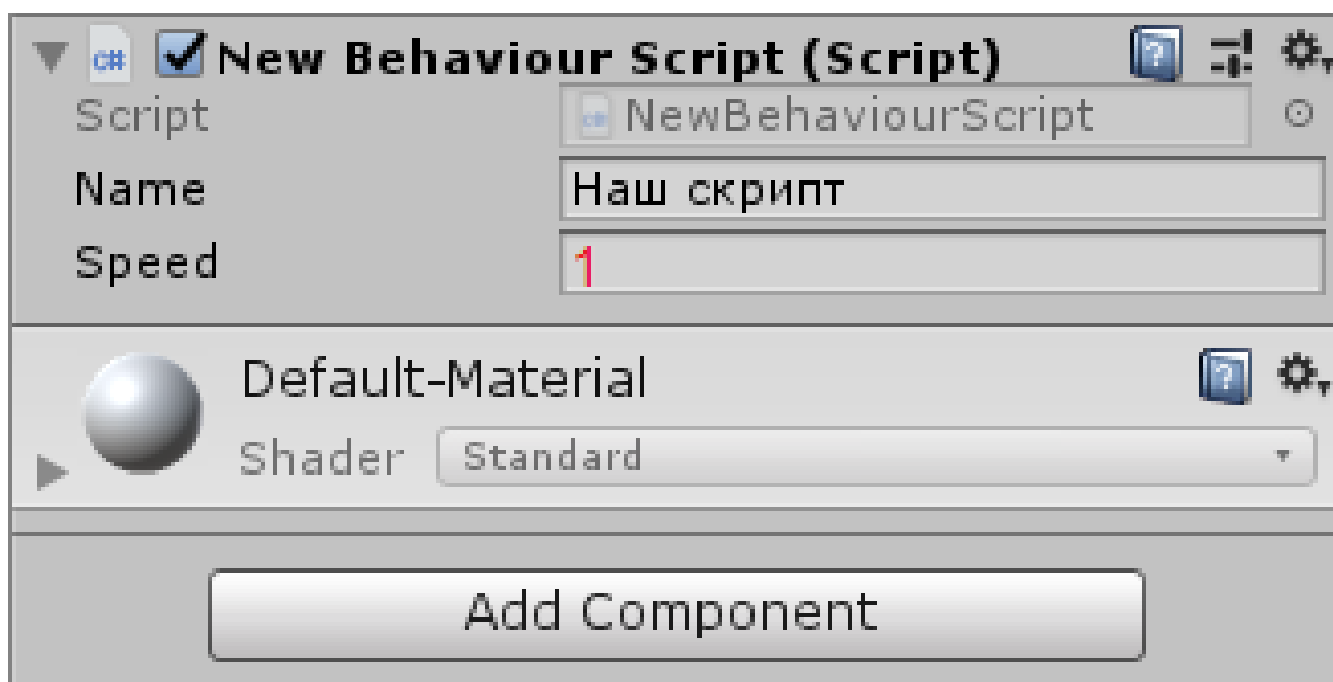 c# New Behaviour Script (Script)
Script c# NewBehaviourScript
Name Наш скрипт
Speed 1
Default-Material
Shader Standard
Add Component